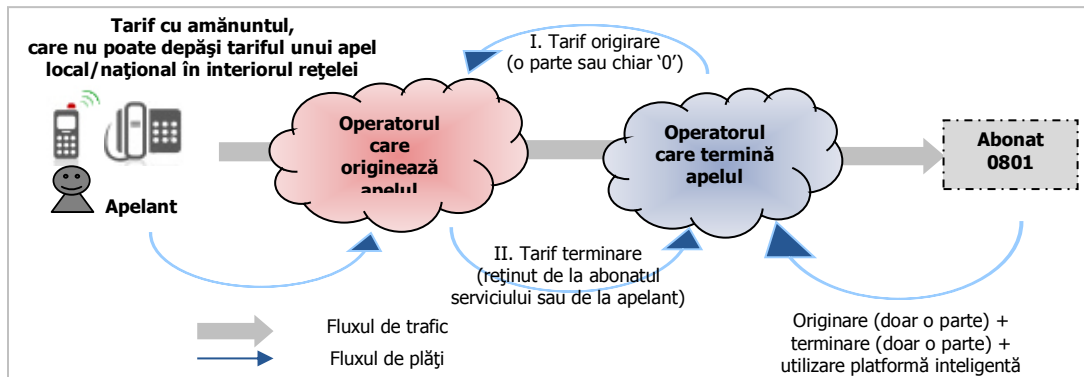 Tarif cu amănuntul,
care nu poate depăşi tariful unui apel
local/naţional în interiorul reţelei
I. Tarif origirare
(o parte sau chiar ‘0’)
Operatorul
care
originează
apelul
Operatorul
care termină
apelul
Abonat
0801
Apelant
II. Tarif terminare
(reţinut de la abonatul
serviciului sau de la apelant)
Originare (doar o parte) +
terminare (doar o parte) +
utilizare platformă inteligentă
Fluxul de trafic
Fluxul de plăţi